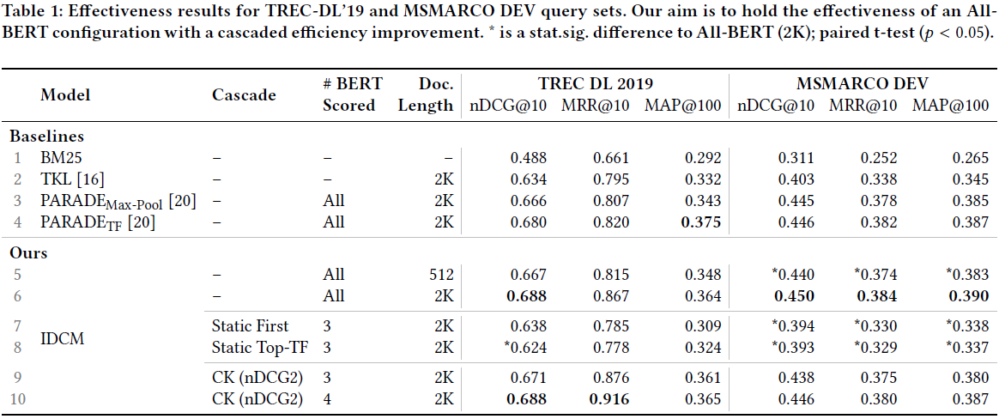 Table 1: Effectiveness results for TREC-DL'19 and MSMARCO DEV query sets. Our aim is to hold the effectiveness of an All-
BERT configuration with a cascaded efficiency improvement. * is a stat.sig. difference to All-BERT (2K); paired t-test (p < 0.05).
Model Cascade # BERT Scored Doc. Length TREC DL 2019 MSMARCO DEV
nDCG@10 MRR@10 MAP@100 nDCG@10 MRR@10 MAP@100
Baselines
1 BM25 – – – 0.488 0.661 0.292 0.311 0.252 0.265
2 TKL [16] – – 2K 0.634 0.795 0.332 0.403 0.338 0.345
3 PARADEMax-Pool [20] – All 2K 0.666 0.807 0.343 0.445 0.378 0.385
4 PARADETF [20] – All 2K 0.680 0.820 0.375 0.446 0.382 0.387
Ours
5 – All 512 0.667 0.815 0.348 *0.440 *0.374 *0.383
6 – All 2K 0.688 0.867 0.364 0.450 0.384 0.390
7 Static First 3 2K 0.638 0.785 0.309 *0.394 *0.330 *0.338
IDCM
8 Static Top-TF 3 2K *0.624 0.778 0.324 *0.393 *0.329 *0.337
9 CK (nDCG2) 3 2K 0.671 0.876 0.361 0.438 0.375 0.380
10 CK (nDCG2) 4 2K 0.688 0.916 0.365 0.446 0.380 0.387